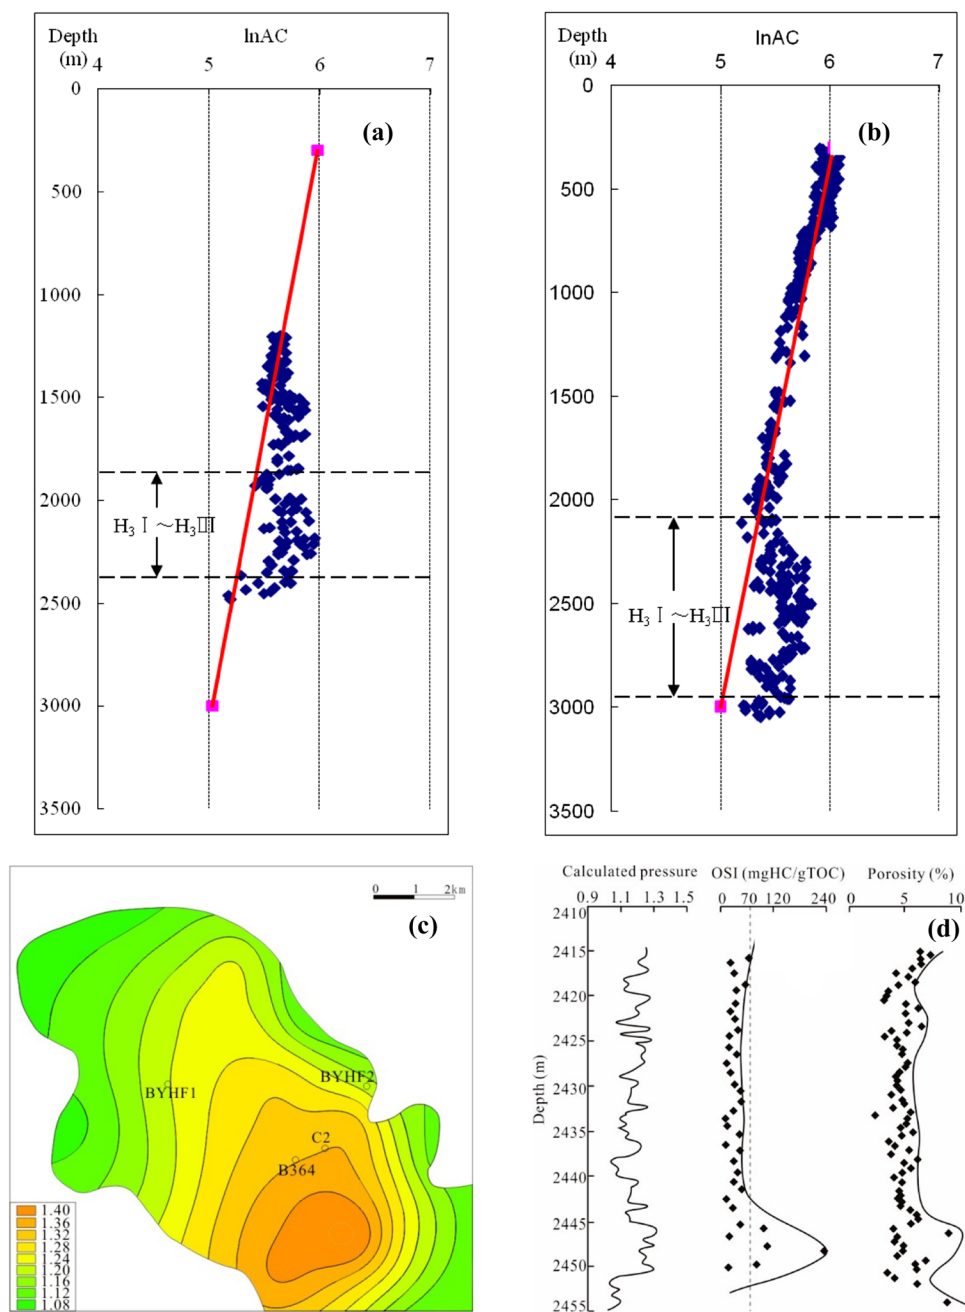 Depth
(m)
lnAC
4 5 6 7
0
500
1000
1500
2000
2500
3000
3500
(a)
H3Ⅰ～H3Ⅲ
Depth
(m)
lnAC
4 5 6 7
0
500
1000
1500
2000
2500
3000
3500
(b)
H3Ⅰ～H3Ⅲ
0 1 2km
(c)
BYHF1
BYHF2
C2
B364
1.40
1.36
1.32
1.28
1.24
1.20
1.16
1.12
1.08
Calculated pressure OSI (mgHC/gTOC) Porosity (%)
0.9 1.1 1.3 1.5 0 70 120 240 0 5 10
(d)
Depth (m)
2410
2415
2420
2425
2430
2435
2440
2445
2450
2455